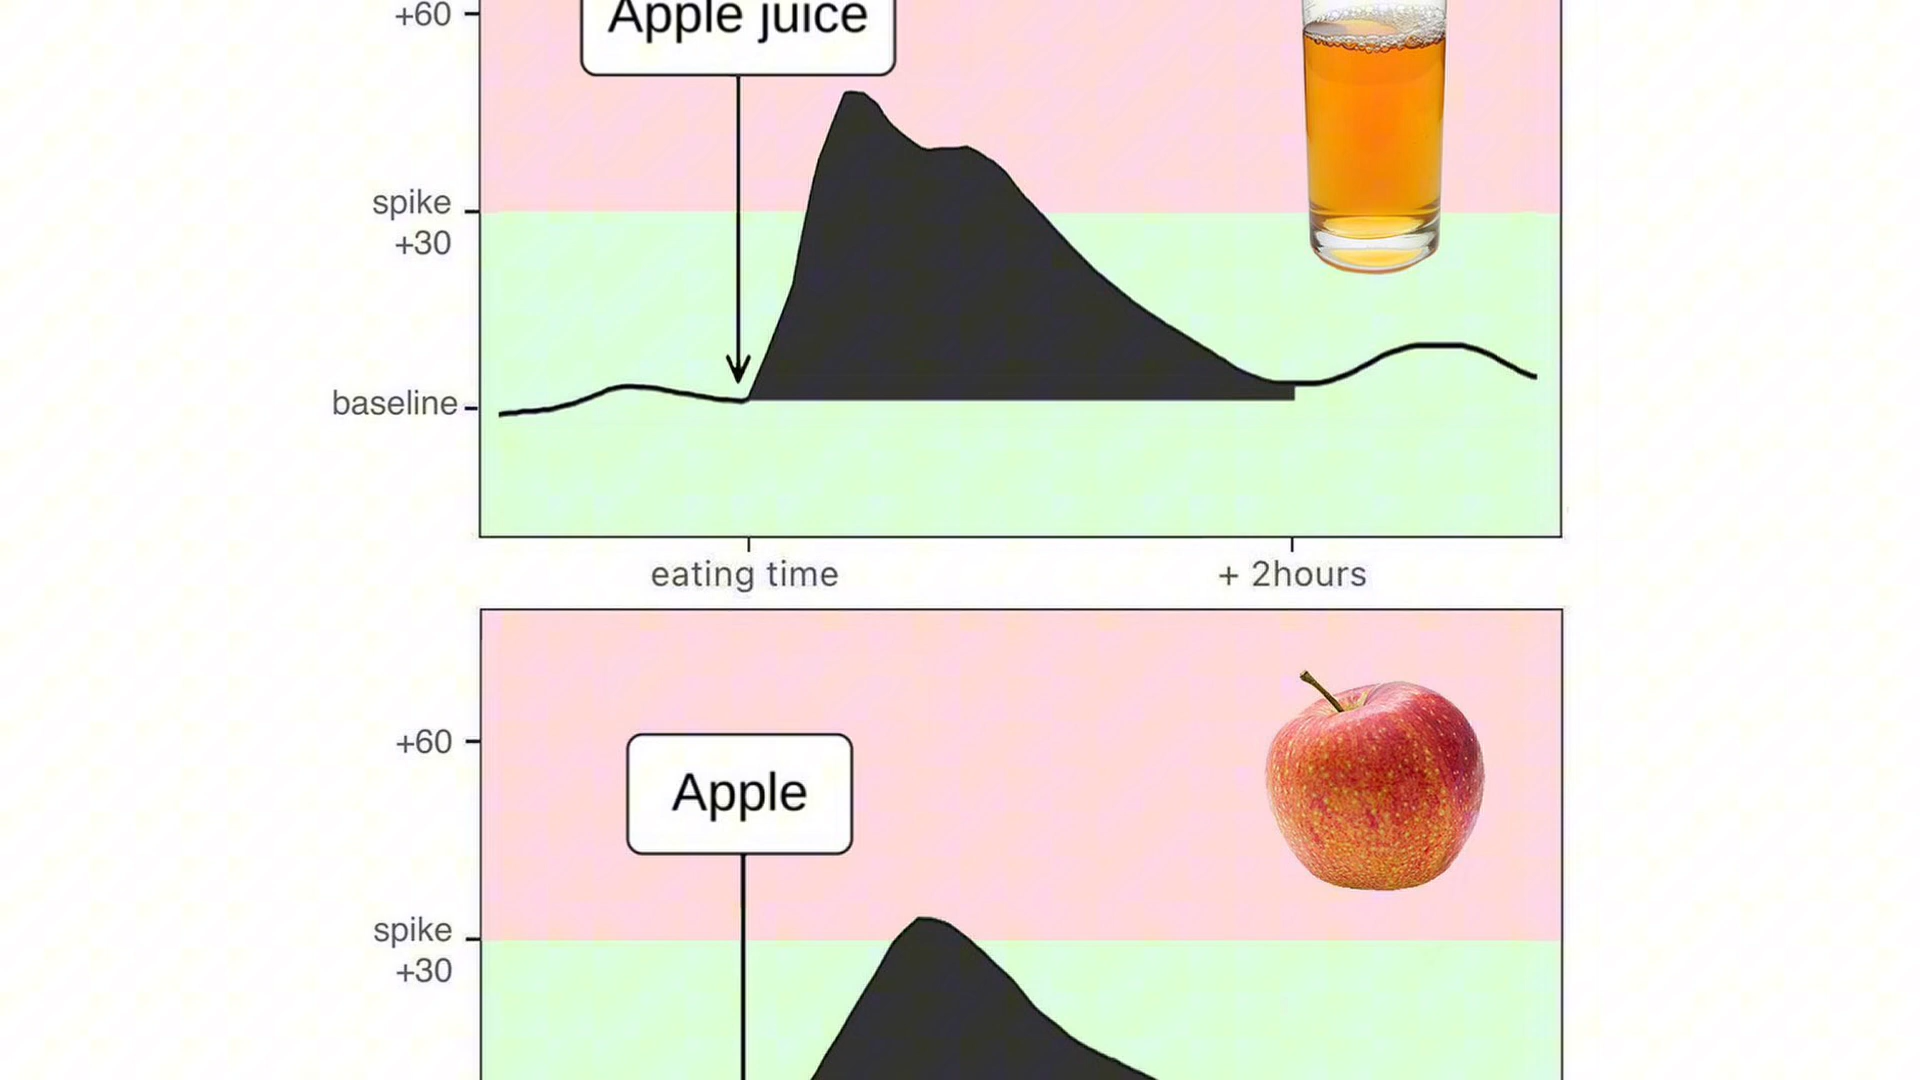 +60
Apple juice
spike
+30
baseline
eating time
+ 2hours
+60
Apple
spike
+30